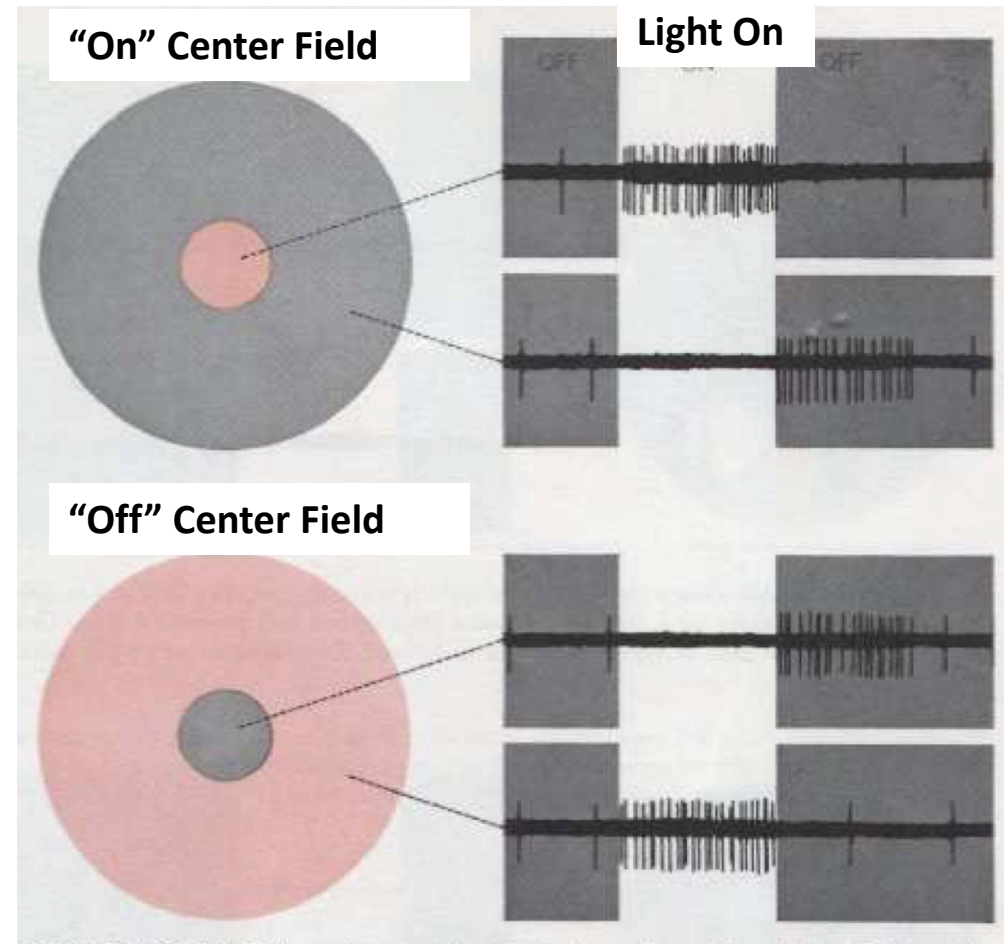 “On” Center Field
Light On
OFF
OFF
“Off” Center Field